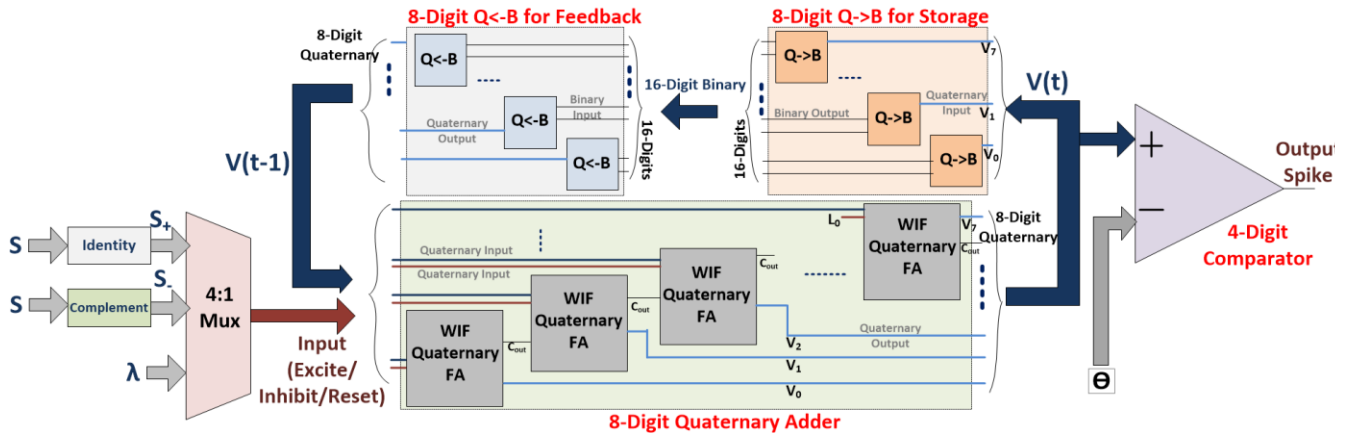 8-Digit Q<-B for Feedback
8-Digit Q->B for Storage
8-Digit
Quaternary
Q<-B
Q<-B
Q<-B
Binary
Input
Quaternary
Output
16-Digits
16-Digit Binary
16-Digits
Q->B
Q->B
Q->B
Binary Output
Quaternary
Input
V7
V1
V0
V(t)
V(t-1)
S
Identity
S+
S
Complement
S-
λ
4:1
Mux
Input
(Excite/
Inhibit/Reset)
Quaternary Input
Quaternary Input
L0
WIF
Quaternary
FA
V7
Cout
8-Digit
Quaternary
WIF
Quaternary
FA
Cout
WIF
Quaternary
FA
Cout
WIF
Quaternary
FA
Cout
V2
Quaternary
Output
V1
V0
8-Digit Quaternary Adder
+
−
Output
Spike
4-Digit
Comparator
Θ